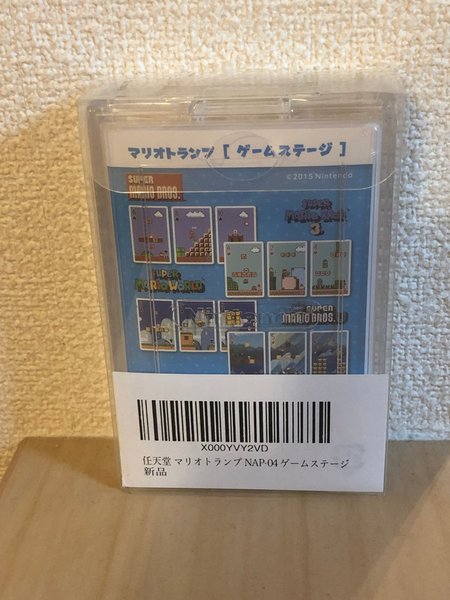 マリオトランプ [ ゲームステージ ]
©2015 Nintendo
SUPER
MARIO BROS.
SUPER
MARIO BROS.
3
SUPER
MARIO WORLD
SUPER
MARIO BROS.
X000YVY2VD
任天堂 マリオトランプ NAP-04 ゲームステージ
新品